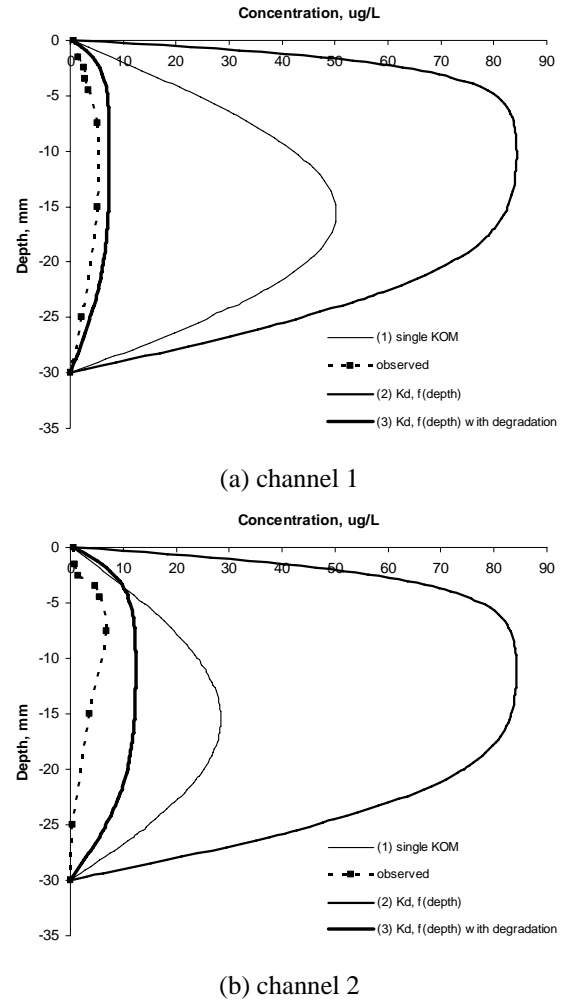 Concentration, ug/L
0 10 20 30 40 50 60 70 80 90
0
-5
-10
-15
-20
-25
-30
-35
Depth, mm
(1) single KOM
observed
(2) Kd, f(depth)
(3) Kd, f(depth) with degradation
(a) channel 1
Concentration, ug/L
0 10 20 30 40 50 60 70 80 90
0
-5
-10
-15
-20
-25
-30
-35
Depth, mm
(1) single KOM
observed
(2) Kd, f(depth)
(3) Kd, f(depth) with degradation
(b) channel 2